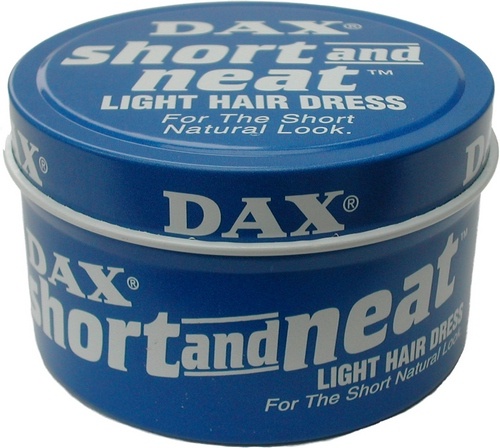 DAX®
short and
neat™
LIGHT HAIR DRESS
For The Short
Natural Look.
DAX®
DAX®
short and neat™
LIGHT HAIR DRESS
For The Short Natural Look.